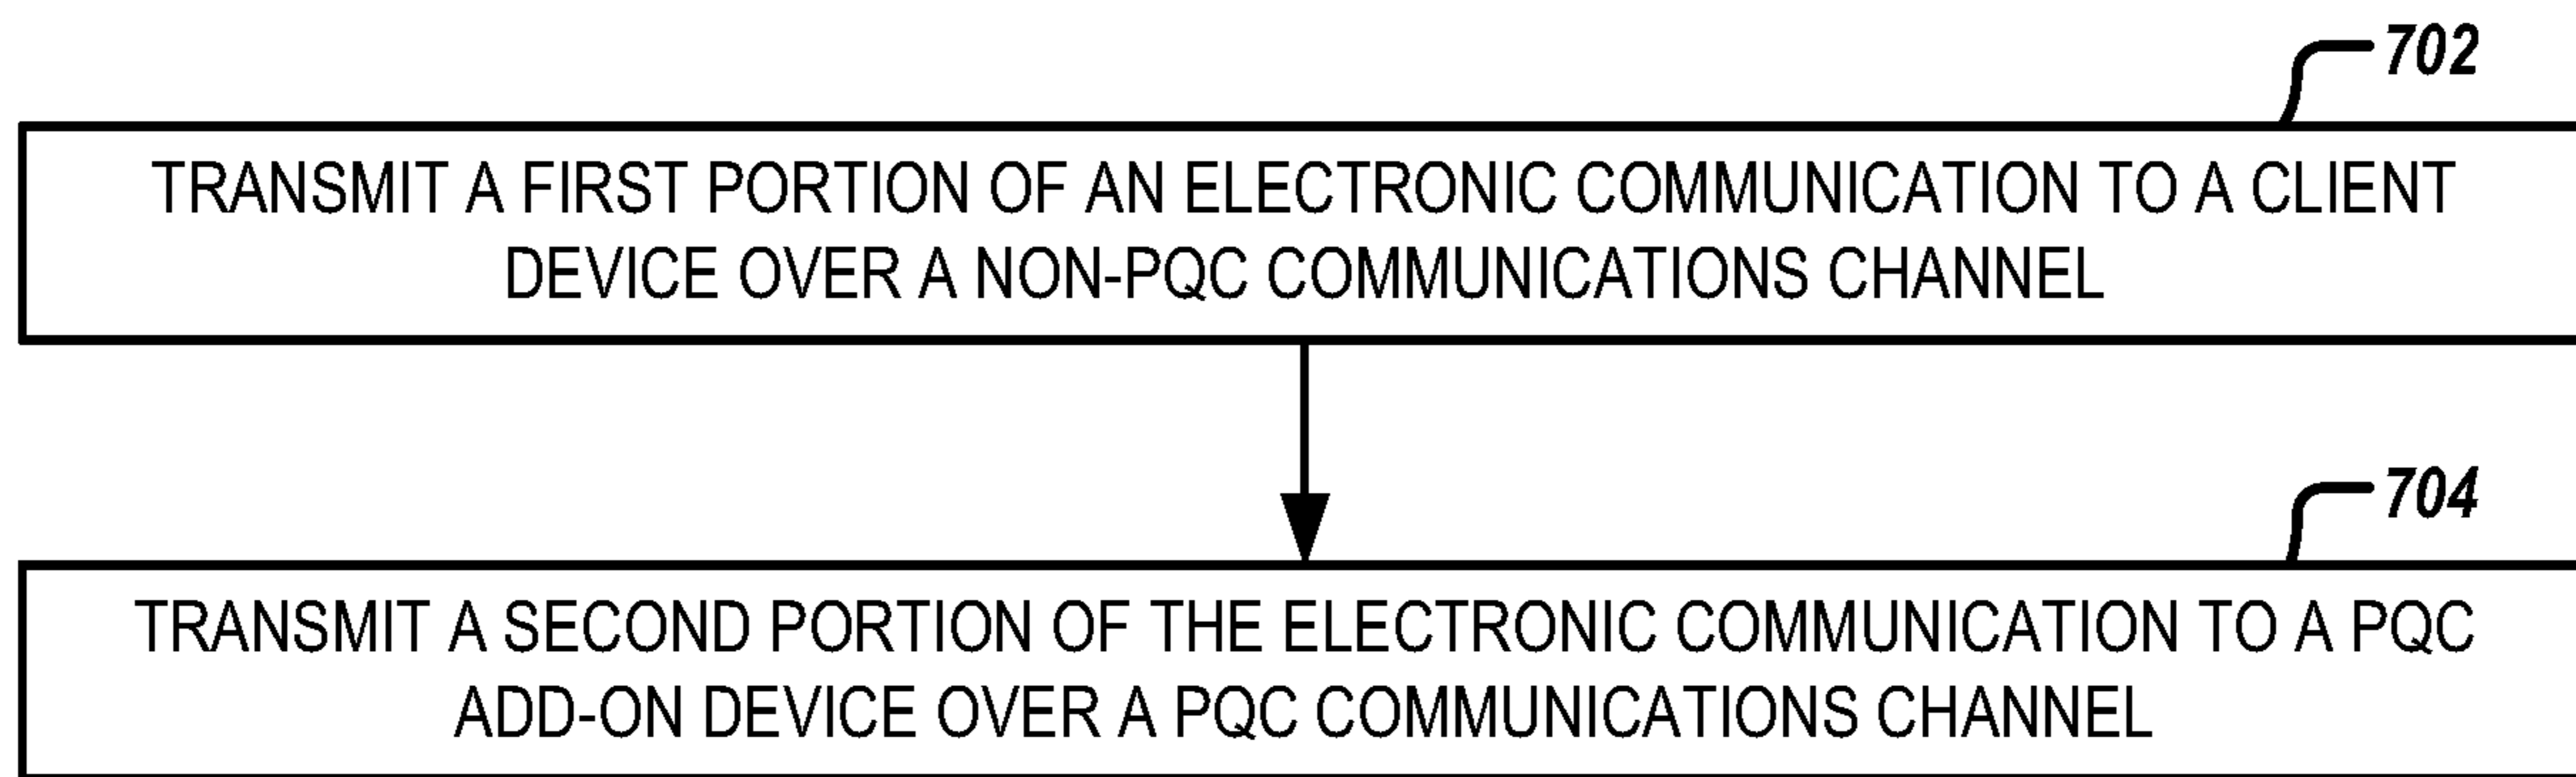 702
TRANSMIT A FIRST PORTION OF AN ELECTRONIC COMMUNICATION TO A CLIENT
DEVICE OVER A NON-PQC COMMUNICATIONS CHANNEL
704
TRANSMIT A SECOND PORTION OF THE ELECTRONIC COMMUNICATION TO A PQC
ADD-ON DEVICE OVER A PQC COMMUNICATIONS CHANNEL